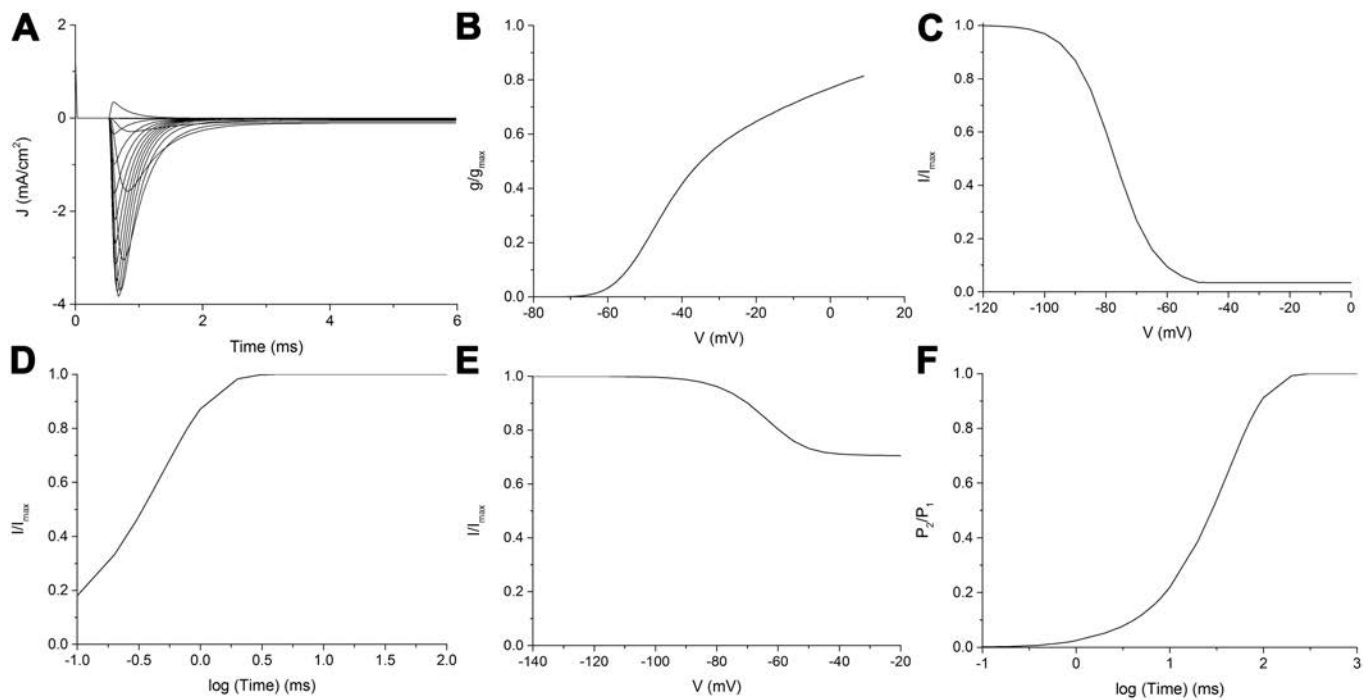 A
J (mA/cm²)
2
0
-2
-4
0 2 4 6
Time (ms)
B
g/gmax
1.0
0.8
0.6
0.4
0.2
0.0
-80 -60 -40 -20 0 20
V (mV)
C
I/Imax
1.0
0.8
0.6
0.4
0.2
0.0
-120 -100 -80 -60 -40 -20 0
V (mV)
D
I/Imax
1.0
0.8
0.6
0.4
0.2
0.0
-1.0 -0.5 0.0 0.5 1.0 1.5 2.0
log (Time) (ms)
E
I/Imax
1.0
0.8
0.6
0.4
0.2
0.0
-140 -120 -100 -80 -60 -40 -20
V (mV)
F
P₂/P₁
1.0
0.8
0.6
0.4
0.2
0.0
-1 0 1 2 3
log (Time) (ms)